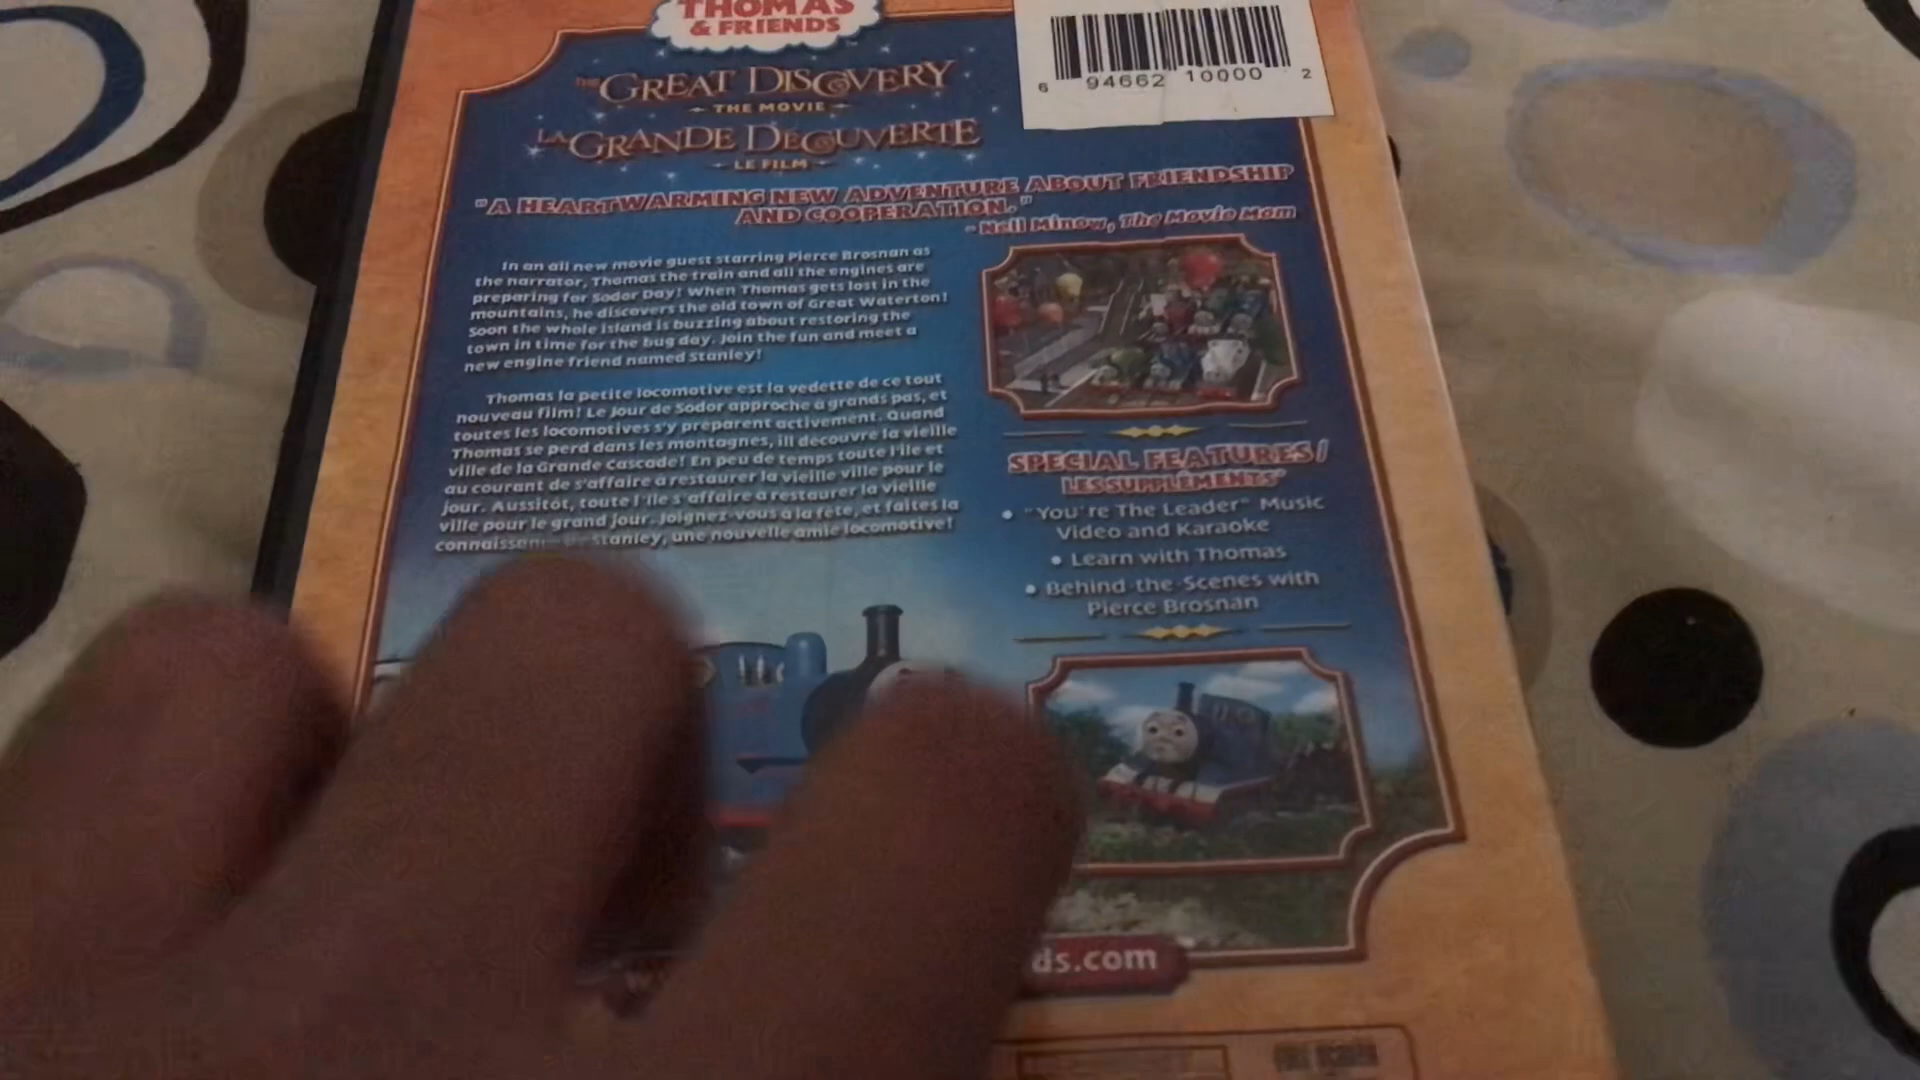 THOMAS
& FRIENDS
6 94662 10000 2
THE GREAT DISCOVERY
THE MOVIE
LA GRANDE DÉCOUVERTE
LE FILM
"A HEARTWARMING NEW ADVENTURE ABOUT FRIENDSHIP
AND COOPERATION."
- Nell Minow, The Movie Mom
In an all new movie guest starring Pierce Brosnan as
the narrator, Thomas the train and all the engines are
preparing for Sodor Day! When Thomas gets lost in the
mountains, he discovers the old town of Great Waterton!
Soon the whole island is buzzing about restoring the
town in time for the bug day. Join the fun and meet a
new engine friend named Stanley!
Thomas la petite locomotive est la vedette de ce tout
nouveau film! Le Jour de Sodor approche à grands pas, et
toutes les locomotives s'y préparent activement. Quand
Thomas se perd dans les montagnes, ill découvre la vieille
ville de la Grande Cascade! En peu de temps toute l'île et
au courant de s'affaire a restaurer la vieille ville pour le
jour. Aussitôt, toute l'île s'affaire a restaurer la vieille
ville pour le grand jour. Joignez-vous à la fête, et faites la
Stanley, une nouvelle amie locomotive!
SPECIAL FEATURES /
LES SUPPLÉMENTS
• "You're The Leader" Music
Video and Karaoke
• Learn with Thomas
• Behind-the-Scenes with
Pierce Brosnan
ds.com